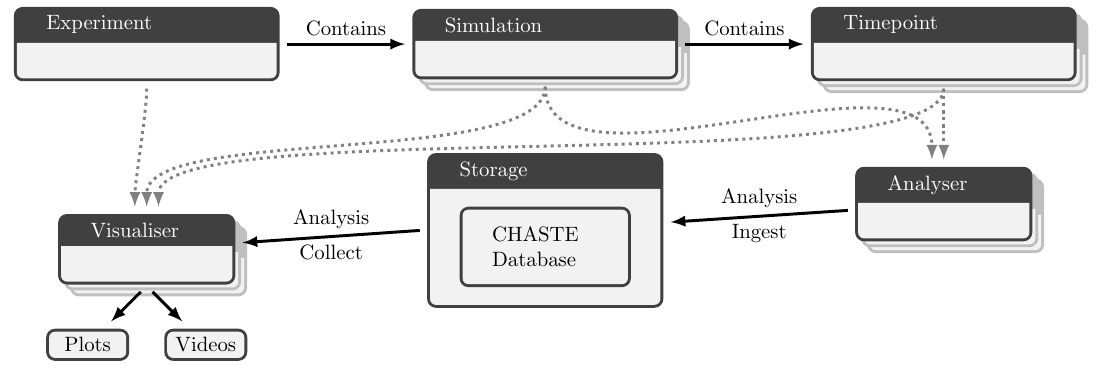 Experiment
Contains
Simulation
Contains
Timepoint
Storage
CHASTE
Database
Analysis
Ingest
Analyser
Visualiser
Analysis
Collect
Plots
Videos